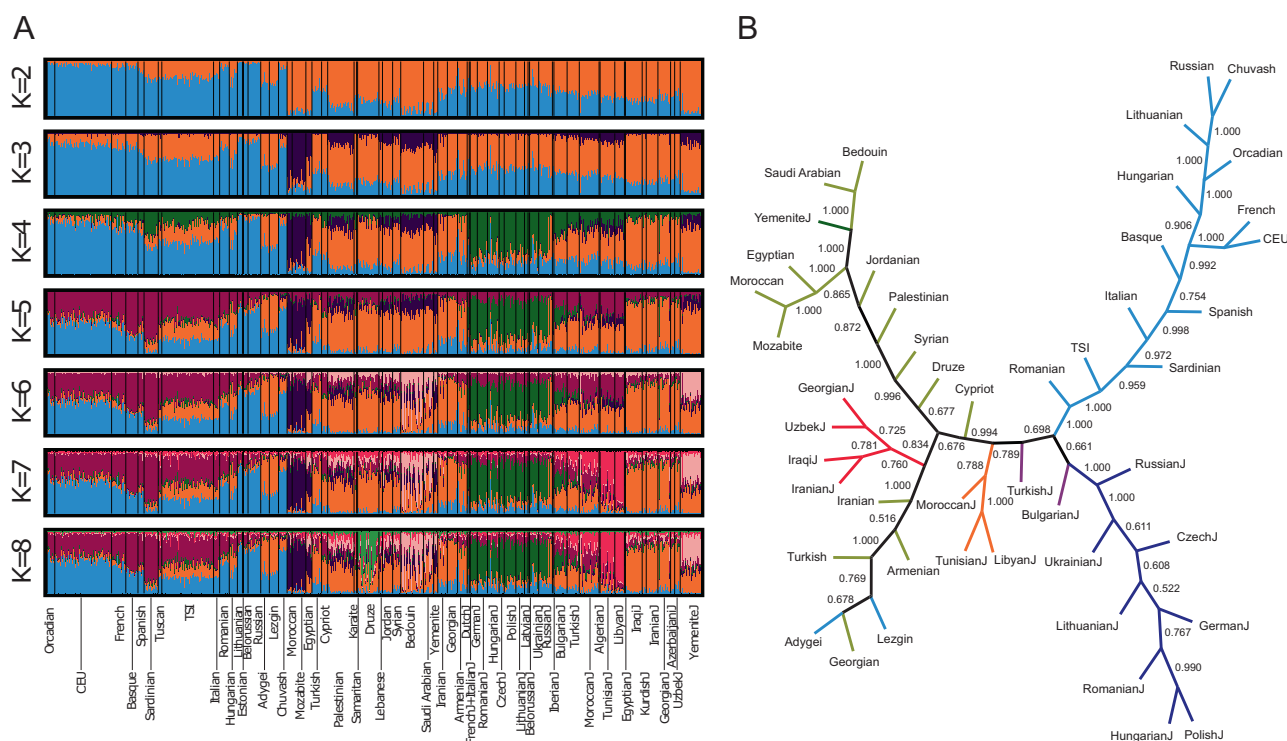 A
B
K=2
K=3
K=4
K=5
K=6
K=7
K=8
Orcadian
CEU
French
Basque
Spanish
Sardinian
Tuscan
TSI
Italian
Romanian
Hungarian
Lithuanian
Estonian
Belorussian
Russian
Adygei
Lezgin
Chuvash
Moroccan
Mozabite
Egyptian
Turkish
Cypriot
Palestinian
Karate
Samaritan
Druze
Lebanese
Jordan
Syrian
Bedouin
Saudi Arabian
Yemenite
Iranian
Georgian
Armenian
DutchJ
FrenchJ+ItalianJ
GermanJ
RomanianJ
HungarianJ
CzechJ
PolishJ
LithuanianJ
LatvianJ
BelorussianJ
UkrainianJ
RussianJ
IberianJ
BulgarianJ
TurkishJ
MoroccanJ
AlgerianJ
TunisianJ
LibyanJ
EgyptianJ
IraqiJ
KurdishJ
IranianJ
GeorgianJ
AzerbaijaniJ
UzbekJ
YemeniteJ
Russian
Chuvash
Lithuanian
1.000
1.000
Orcadian
Hungarian
French
0.906
1.000
CEU
Basque
0.992
Italian
0.754
Spanish
0.998
TSI
0.972
Sardinian
0.959
Romanian
1.000
1.000
Bedouin
Saudi Arabian
YemeniteJ
1.000
1.000
Egyptian
Jordanian
Moroccan
1.000
0.865
1.000
Palestinian
0.872
Mozabite
Syrian
Druze
0.996
Cypriot
GeorgianJ
0.677
0.994
0.698
UzbekJ
0.725
0.834
0.676
0.661
0.781
0.789
IraqiJ
0.760
0.788
1.000
RussianJ
IranianJ
1.000
MoroccanJ
1.000
TurkishJ
1.000
Iranian
BulgarianJ
0.516
0.611
CzechJ
Turkish
1.000
Armenian
TunisianJ
LibyanJ
UkrainianJ
0.608
0.769
0.522
0.678
LithuanianJ
GermanJ
Adygei
Lezgin
0.767
Georgian
0.990
RomanianJ
HungarianJ
PolishJ